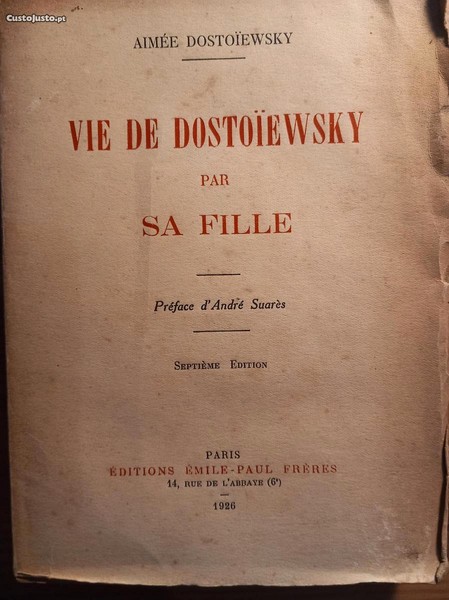 CustoJusto.pt
AIMÉE DOSTOÏEWSKY
VIE DE DOSTOÏEWSKY
PAR
SA FILLE
Préface d'André Suarès
SEPTIÈME EDITION
PARIS
ÉDITIONS ÉMILE-PAUL FRÈRES
14, RUE DE L'ABBAYE (6e)
1926